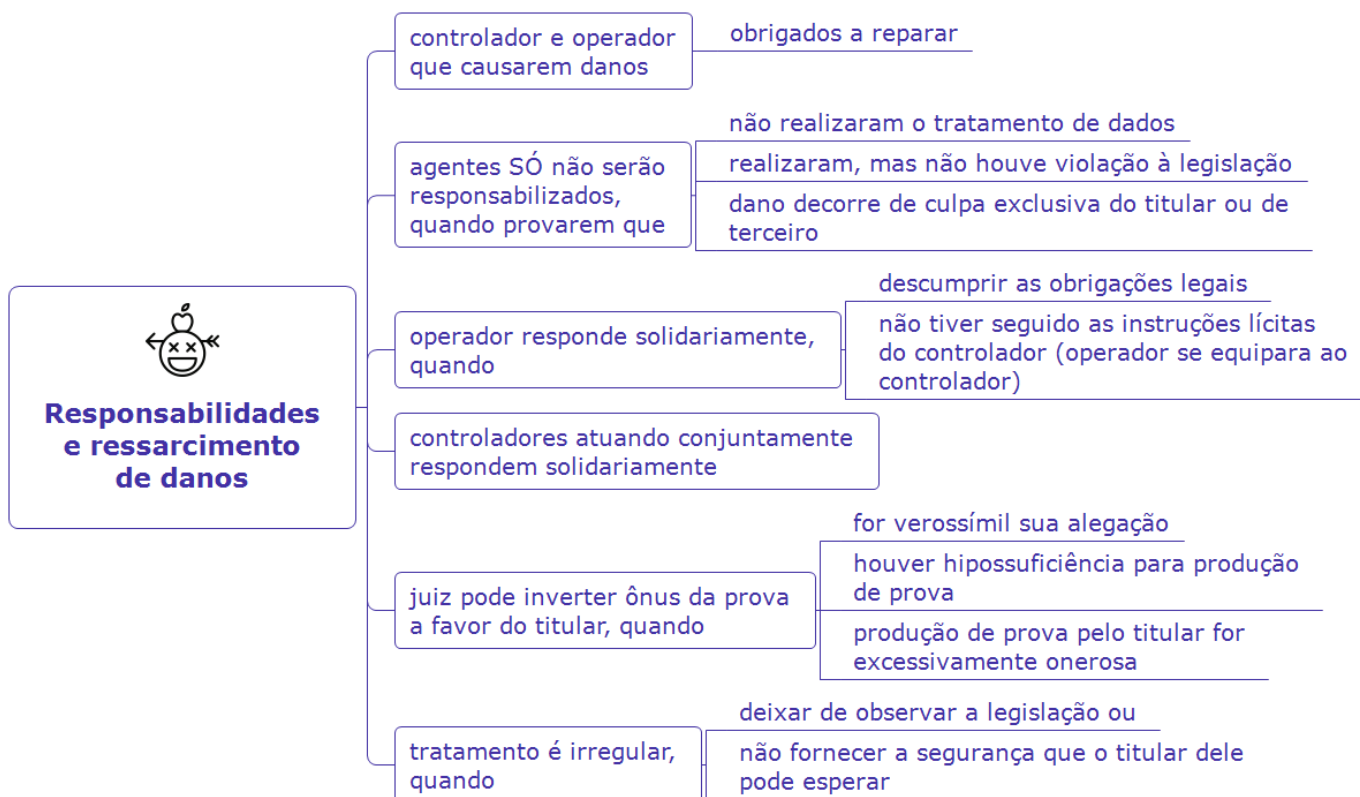 controlador e operador
que causarem danos
obrigados a reparar
agentes SÓ não serão
responsabilizados,
quando provarem que
não realizaram o tratamento de dados
realizaram, mas não houve violação à legislação
dano decorre de culpa exclusiva do titular ou de
terceiro
Responsabilidades
e ressarcimento
de danos
operador responde solidariamente,
quando
descumprir as obrigações legais
não tiver seguido as instruções lícitas
do controlador (operador se equipara ao
controlador)
controladores atuando conjuntamente
respondem solidariamente
juiz pode inverter ônus da prova
a favor do titular, quando
for verossímil sua alegação
houver hipossuficiência para produção
de prova
produção de prova pelo titular for
excessivamente onerosa
tratamento é irregular,
quando
deixar de observar a legislação ou
não fornecer a segurança que o titular dele
pode esperar